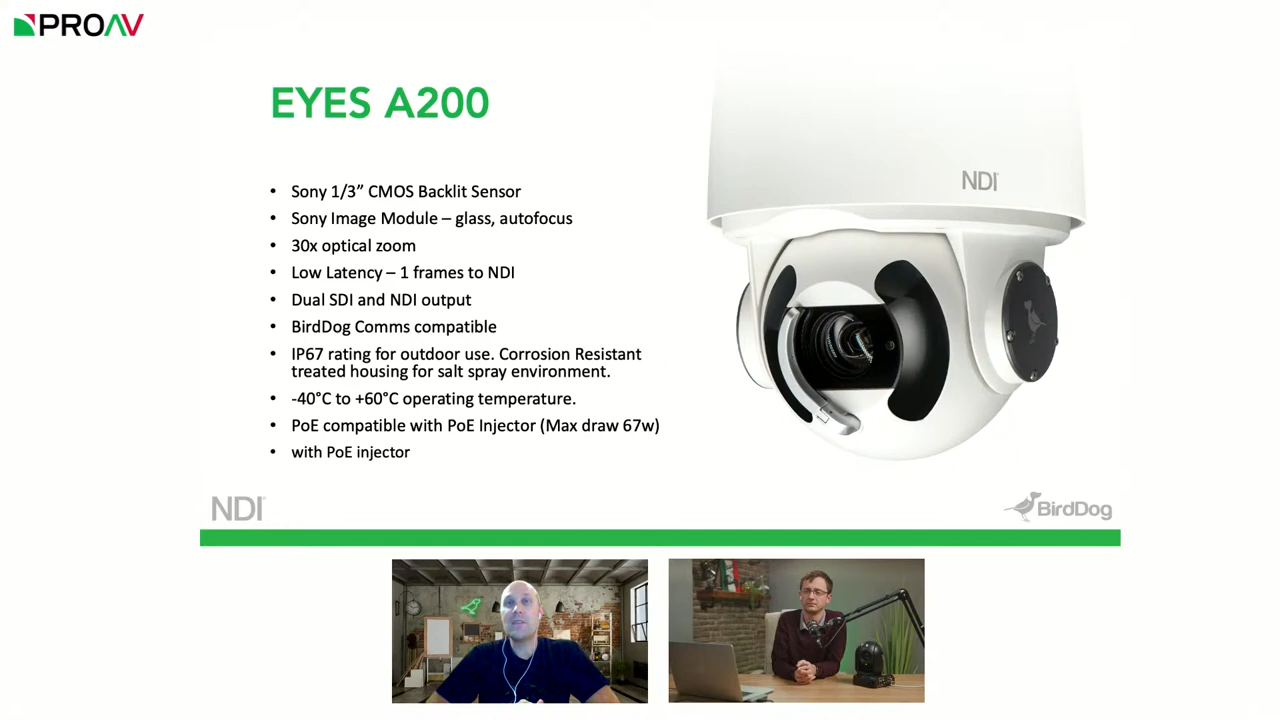 PROAV
EYES A200
• Sony 1/3” CMOS Backlit Sensor
• Sony Image Module – glass, autofocus
• 30x optical zoom
• Low Latency – 1 frames to NDI
• Dual SDI and NDI output
• BirdDog Comms compatible
• IP67 rating for outdoor use. Corrosion Resistant
treated housing for salt spray environment.
• -40°C to +60°C operating temperature.
• PoE compatible with PoE Injector (Max draw 67w)
• with PoE injector
NDI
NDI
BirdDog